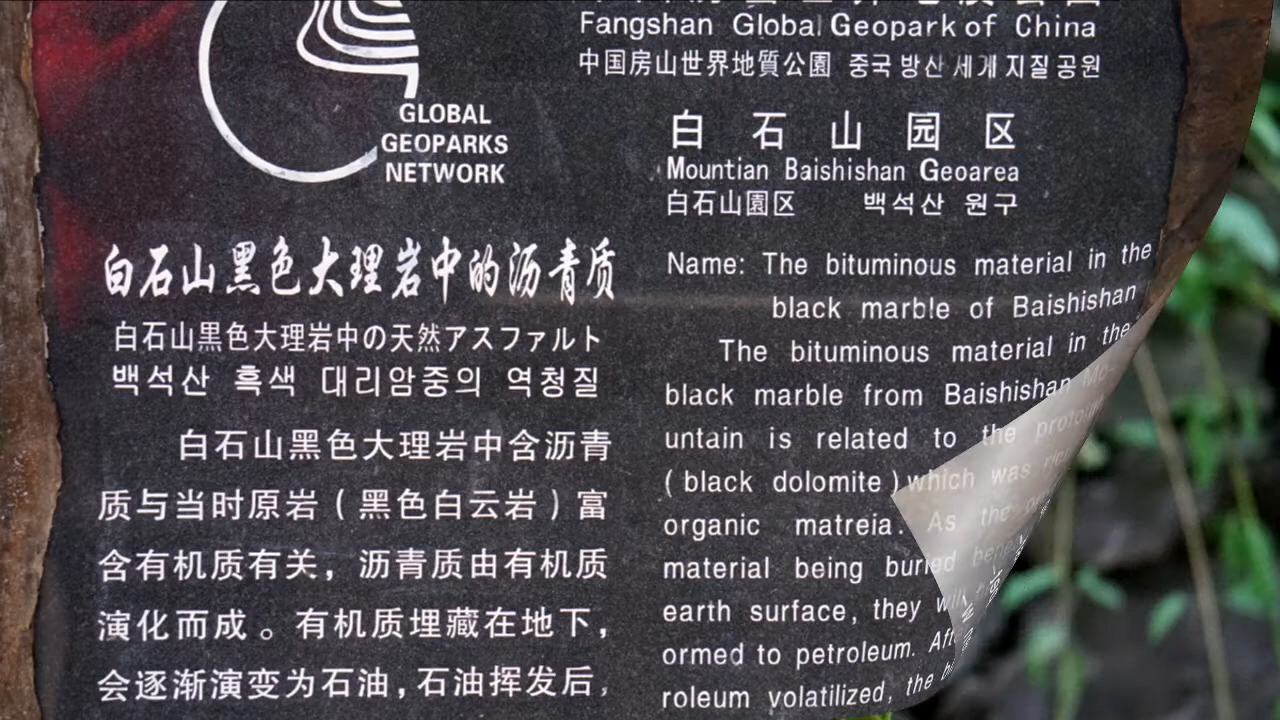 Fangshan Global Geopark of China
中国房山世界地質公園 중국 방산 세계 지질 공원
GLOBAL
GEOPARKS
NETWORK
白石山园区
Mountian Baishishan Geoarea
白石山園区 백석산 원구
白石山黑色大理岩中的沥青质
白石山黒色大理岩中の天然アスファルト
백석산 흑색 대리암중의 역청질
白石山黑色大理岩中含沥青
质与当时原岩(黑色白云岩)富
含有机质有关,沥青质由有机质
演化而成。有机质埋藏在地下,
会逐渐演变为石油,石油挥发后,
Name: The bituminous material in the
black marble of Baishishan
The bituminous material in the
black marble from Baishishan
untain is related to the protolith
(black dolomite) which was
organic matreia. As the
material being buried
earth surface, they
ormed to petroleum.
roleum volatilized, the